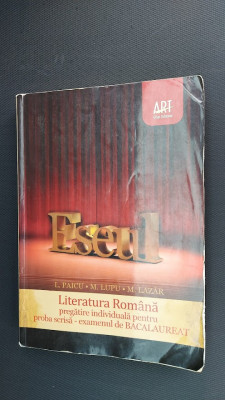 ART
Eseul
L. PAICU • M. LUPU • M. LAZĂR
Literatura Română
pregătire individuală pentru
proba scrisă - examenul de BACALAUREAT